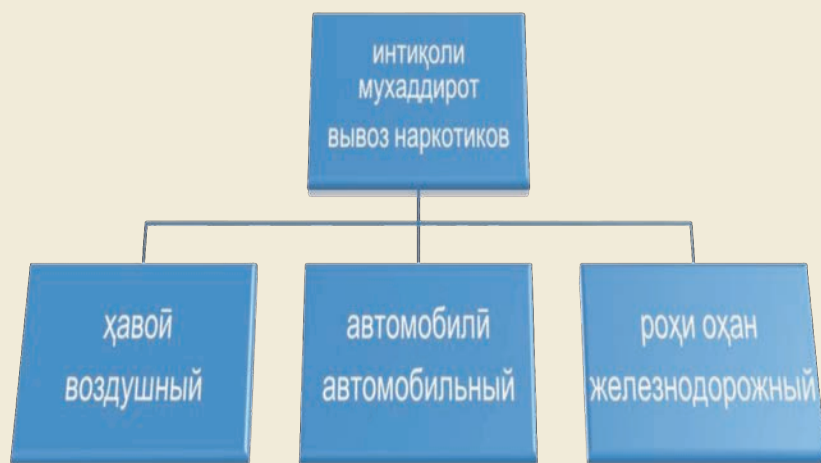 интиқоли
мухаддирот
вывоз наркотиков
ҳавоӣ
воздушный
автомобилӣ
автомобильный
роҳи оҳан
железнодорожный